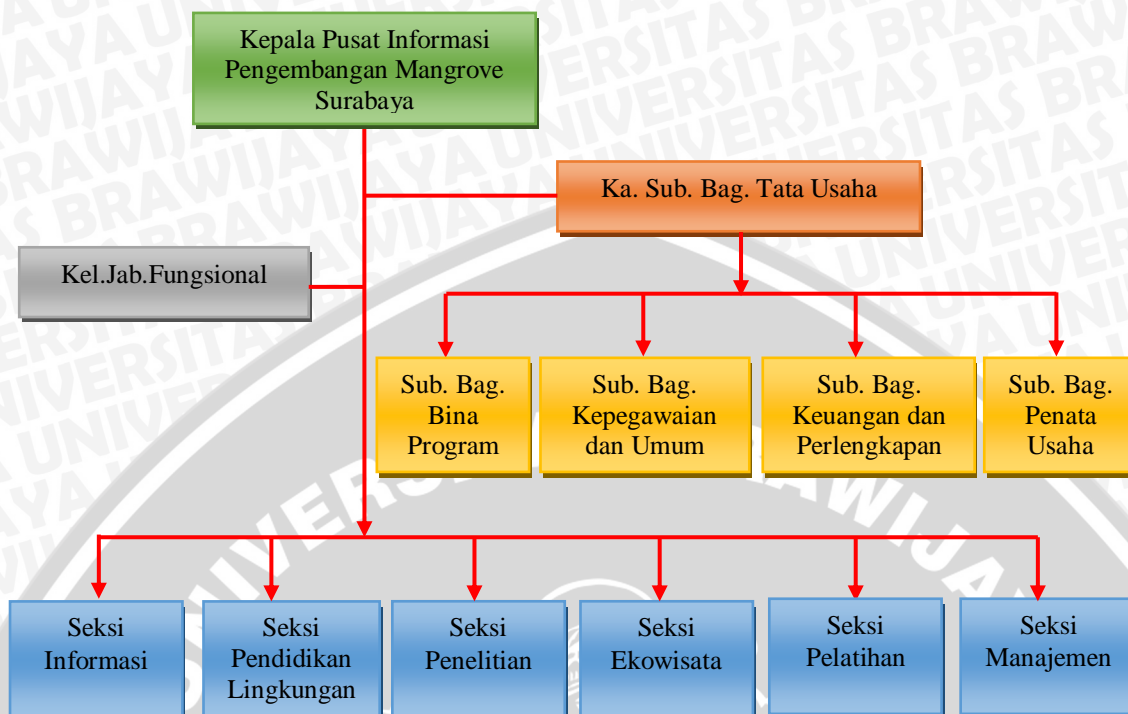 Kepala Pusat Informasi
Pengembangan Mangrove
Surabaya
Ka. Sub. Bag. Tata Usaha
Kel.Jab.Fungsional
Sub. Bag.
Bina
Program
Sub. Bag.
Kepegawaian
dan Umum
Sub. Bag.
Keuangan dan
Perlengkapan
Sub. Bag.
Penata
Usaha
Seksi
Informasi
Seksi
Pendidikan
Lingkungan
Seksi
Penelitian
Seksi
Ekowisata
Seksi
Pelatihan
Seksi
Manajemen